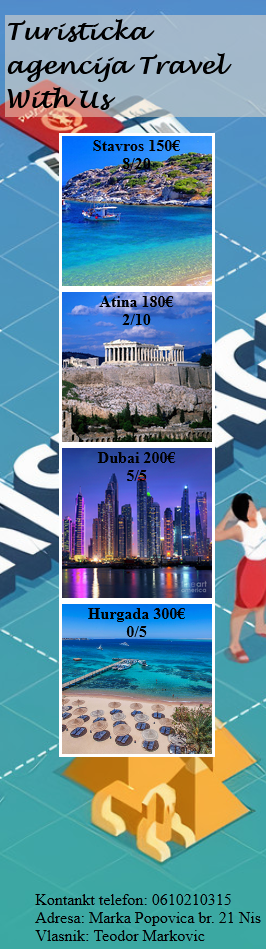 Turisticka
agencija Travel
With Us
Stavros 150€
8/20
Atina 180€
2/10
Dubai 200€
5/5
Hurgada 300€
0/5
Kontankt telefon: 0610210315
Adresa: Marka Popovica br. 21 Nis
Vlasnik: Teodor Markovic